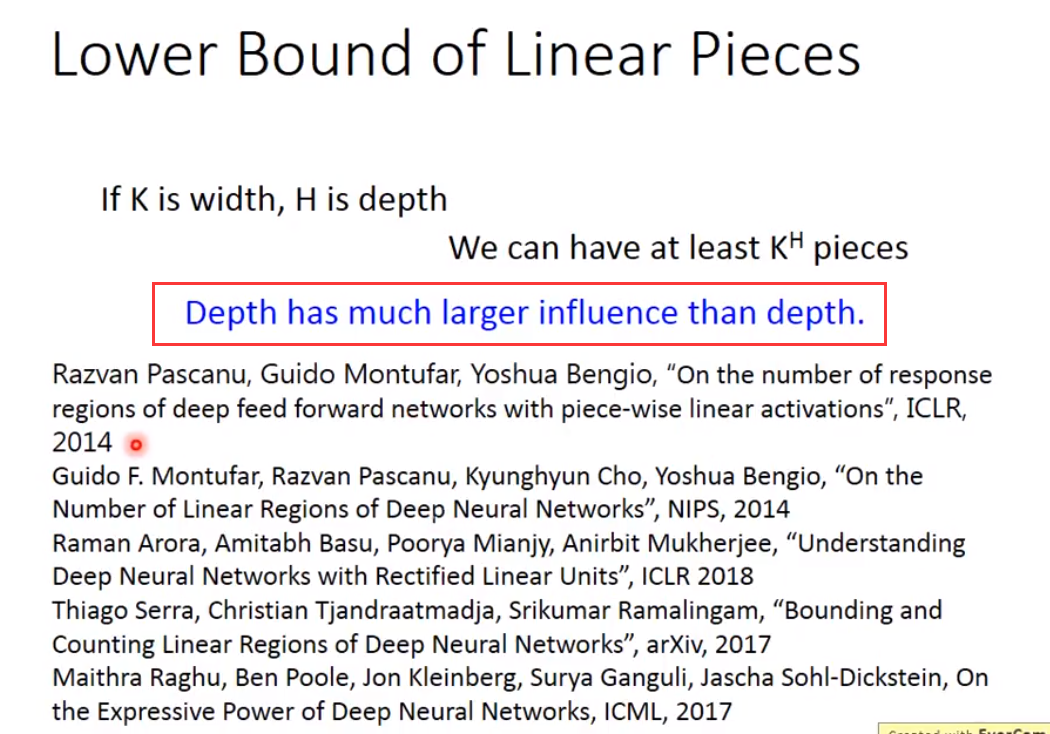 Lower Bound of Linear Pieces
If K is width, H is depth
We can have at least Kᴴ pieces
Depth has much larger influence than depth.
Razvan Pascanu, Guido Montufar, Yoshua Bengio, “On the number of response
regions of deep feed forward networks with piece-wise linear activations”, ICLR,
2014
Guido F. Montufar, Razvan Pascanu, Kyunghyun Cho, Yoshua Bengio, “On the
Number of Linear Regions of Deep Neural Networks”, NIPS, 2014
Raman Arora, Amitabh Basu, Poorya Mianjy, Anirbit Mukherjee, “Understanding
Deep Neural Networks with Rectified Linear Units”, ICLR 2018
Thiago Serra, Christian Tjandraatmadja, Srikumar Ramalingam, “Bounding and
Counting Linear Regions of Deep Neural Networks”, arXiv, 2017
Maithra Raghu, Ben Poole, Jon Kleinberg, Surya Ganguli, Jascha Sohl-Dickstein, On
the Expressive Power of Deep Neural Networks, ICML, 2017